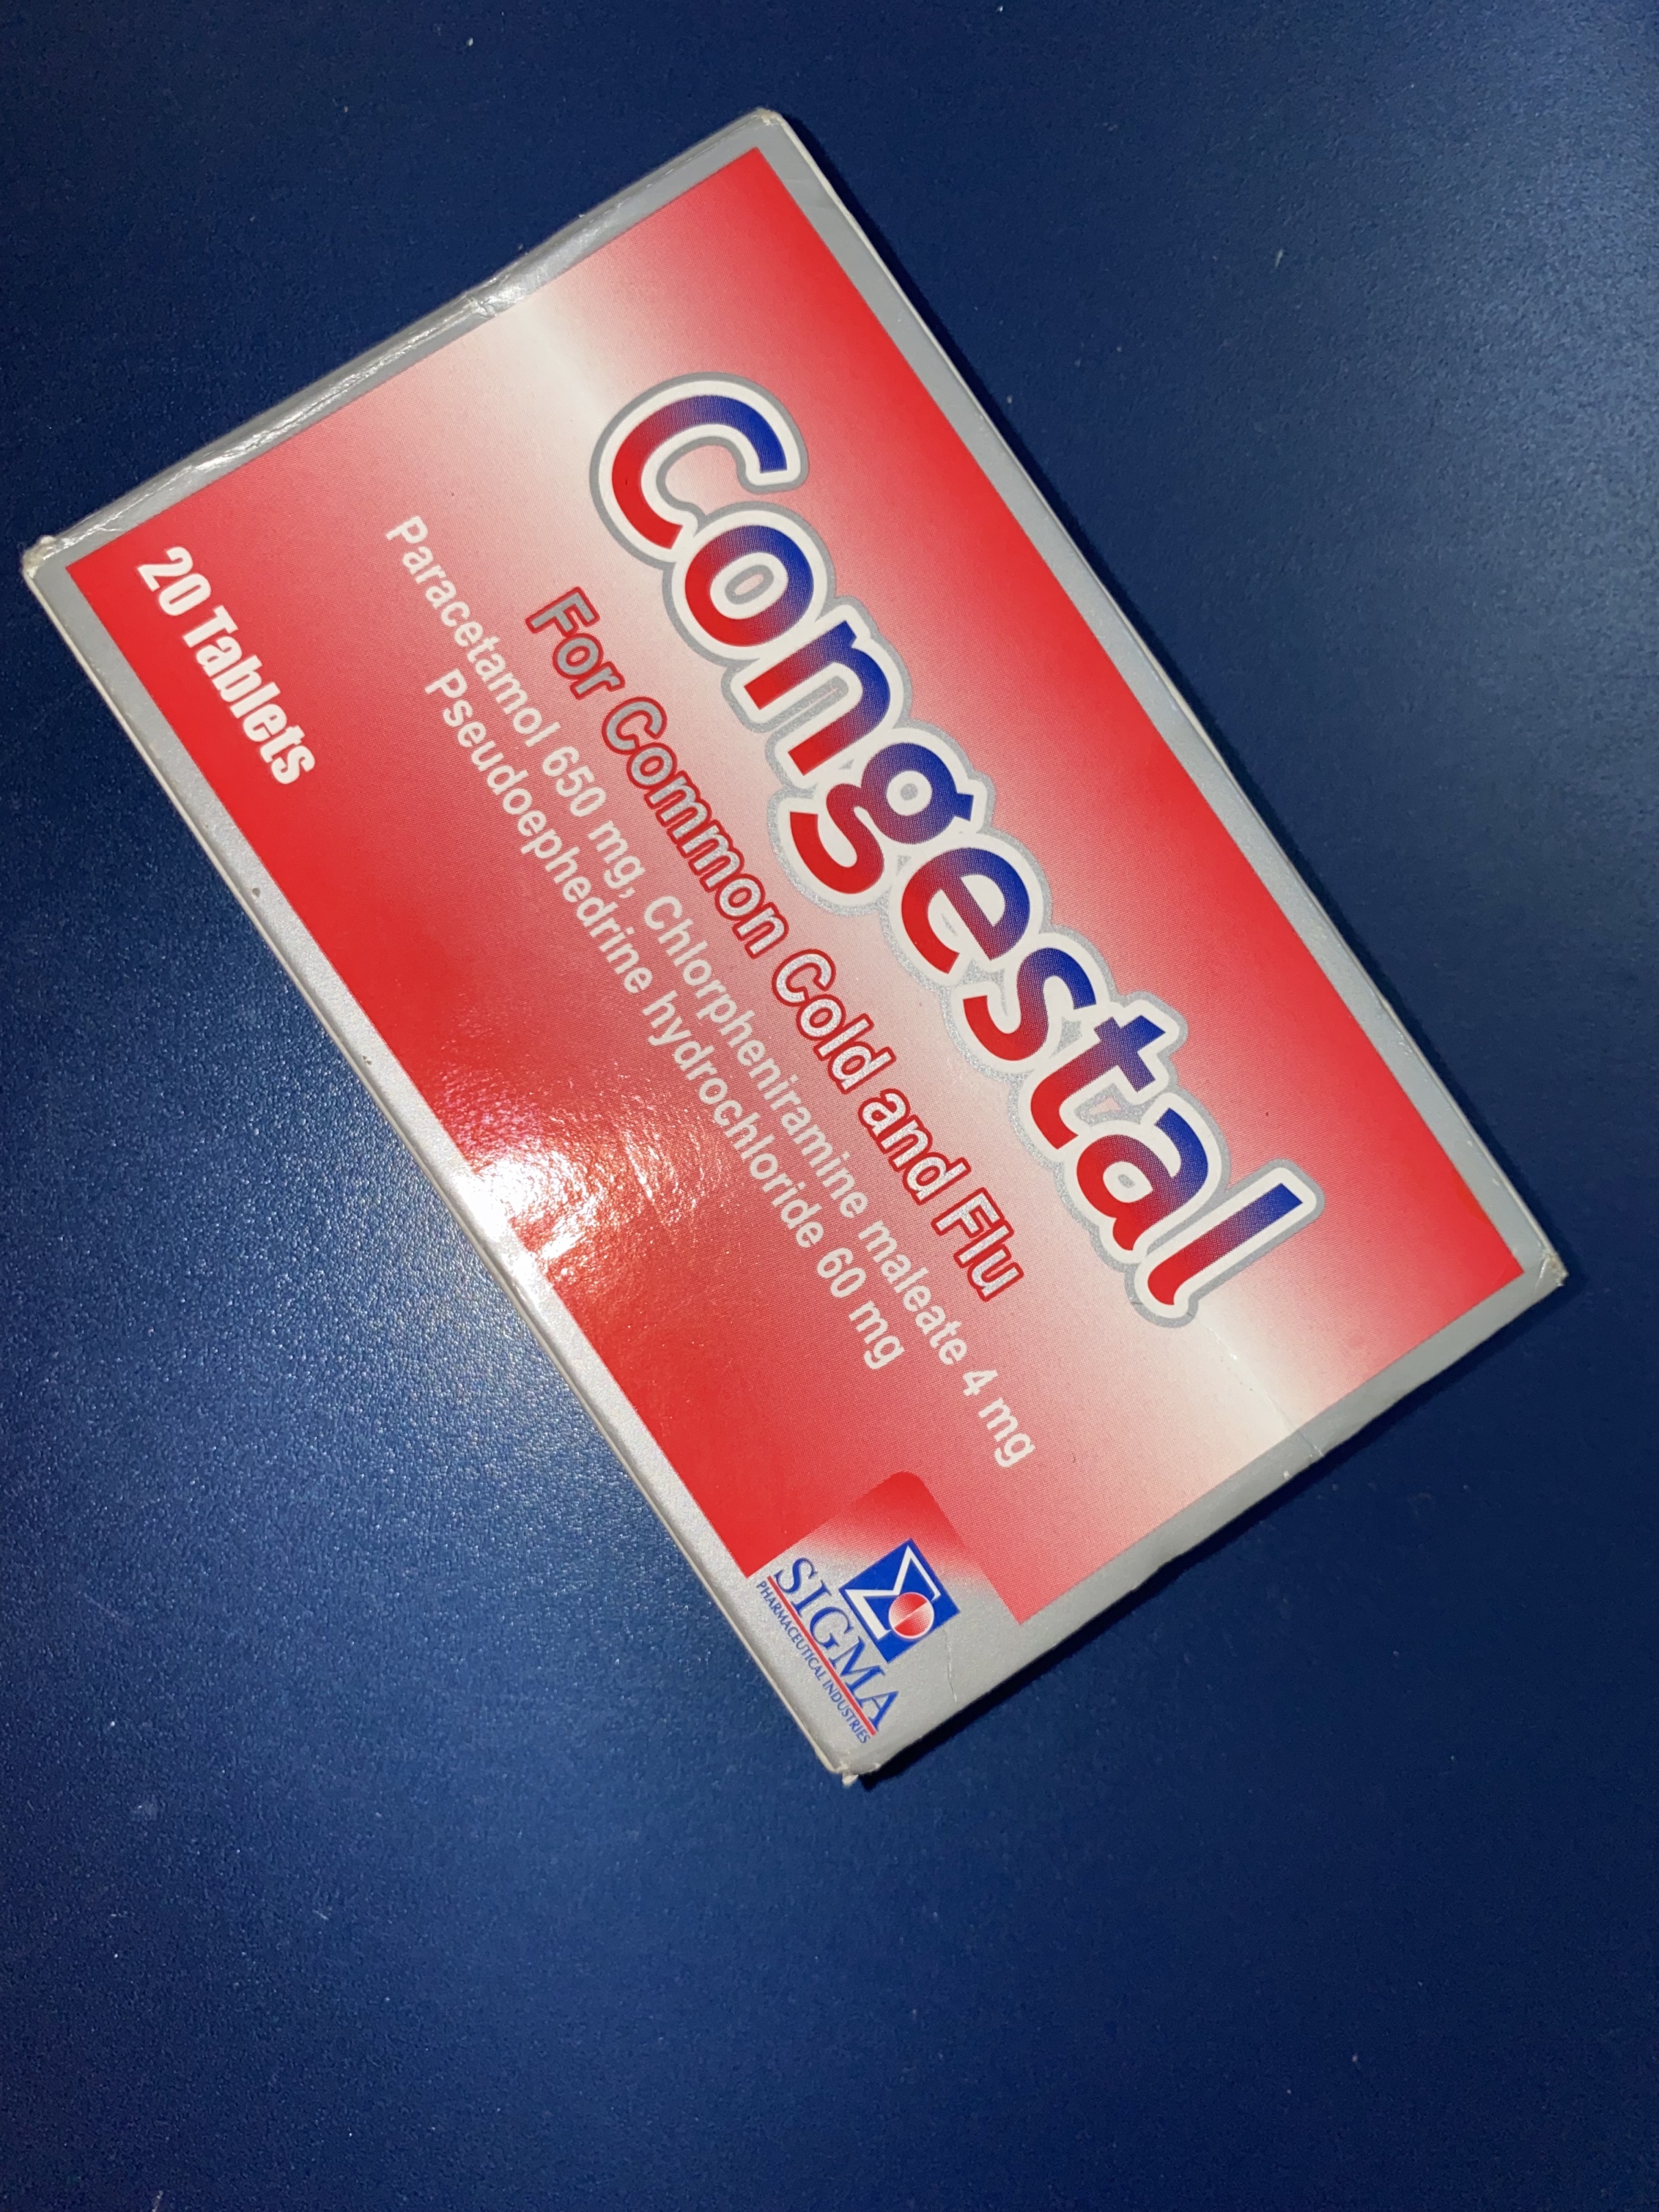 Congestal
For Common Cold and Flu
Paracetamol 650 mg, Chlorpheniramine maleate 4 mg
Pseudoephedrine hydrochloride 60 mg
20 Tablets
SIGMA
PHARMACEUTICAL INDUSTRIES